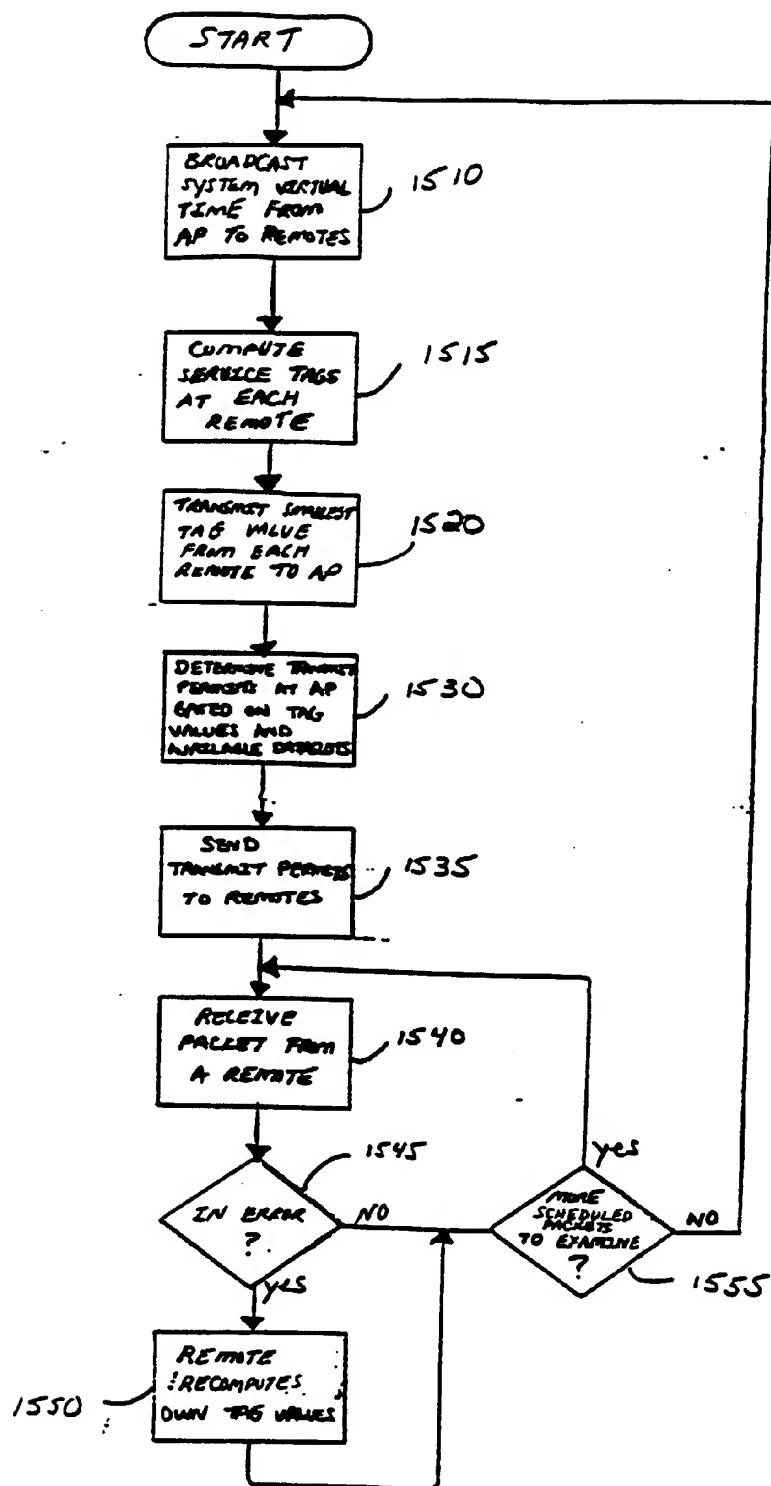 START
BROADCAST
SYSTEM VIRTUAL
TIME FROM
AP TO REMOTES
1510
COMPUTE
SERVICE TAGS
AT EACH
REMOTE
1515
TRANSMIT SMALLEST
TAG VALUE
FROM EACH
REMOTE TO AP
1520
DETERMINE TRANSMIT
PERMITS AT AP
BASED ON TAG
VALUES AND
AVAILABLE DATASLOTS
1530
SEND
TRANSMIT PERMITS
TO REMOTES
1535
RECEIVE
PACKET FROM
A REMOTE
1540
IN ERROR
?
1545
NO
yes
MORE
SCHEDULED
PACKETS
TO EXAMINE
?
yes
NO
1555
REMOTE
RECOMPUTES
OWN TAG VALUES
1550